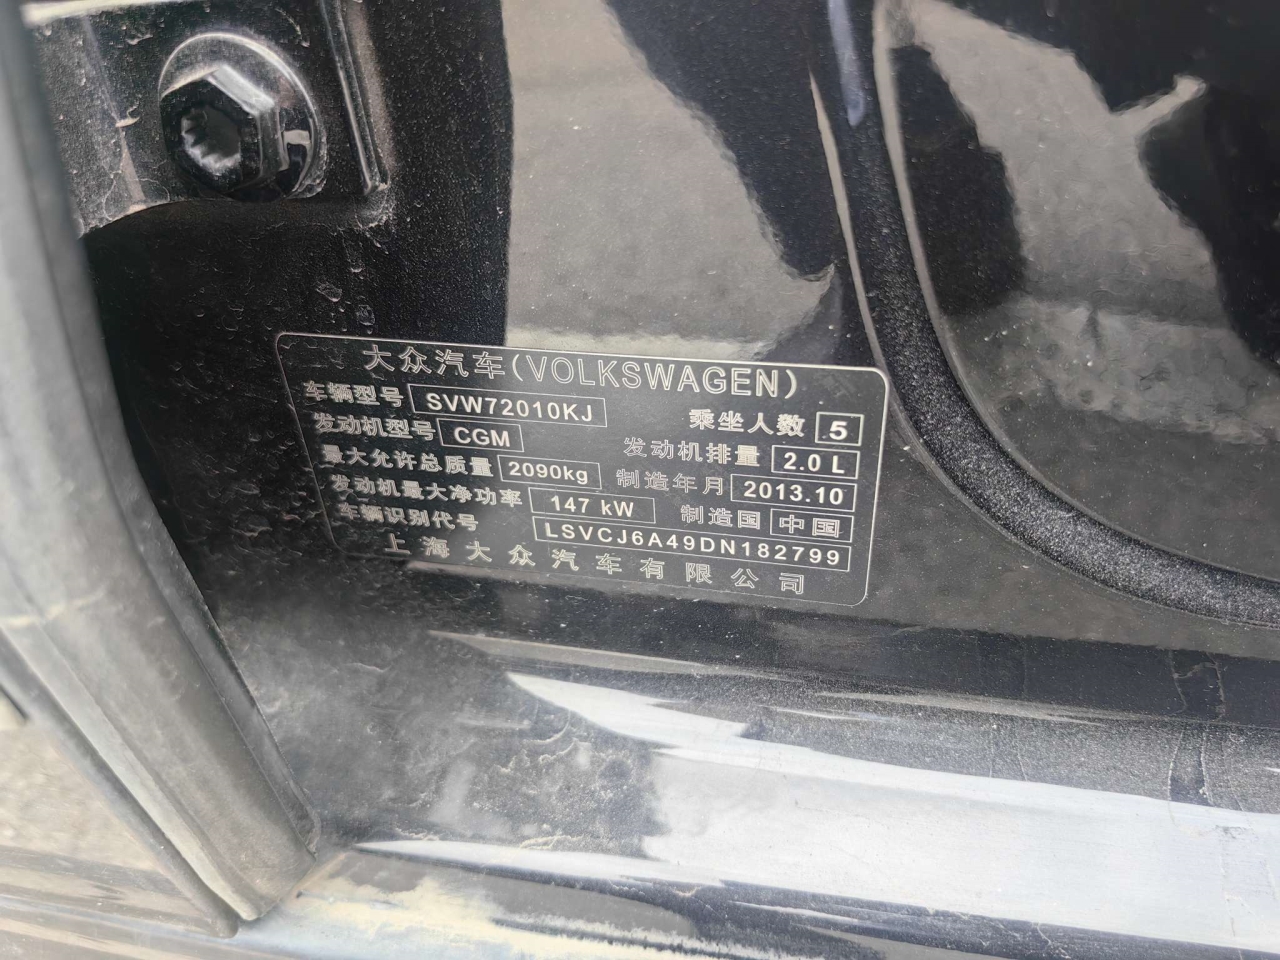 大众汽车(VOLKSWAGEN)
车辆型号 SVW72010KJ 乘坐人数 5
发动机型号 CGM 发动机排量 2.0 L
最大允许总质量 2090kg 制造年月 2013.10
发动机最大净功率 147 kW 制造国 中国
车辆识别代号 LSVCJ6A49DN182799
上海大众汽车有限公司